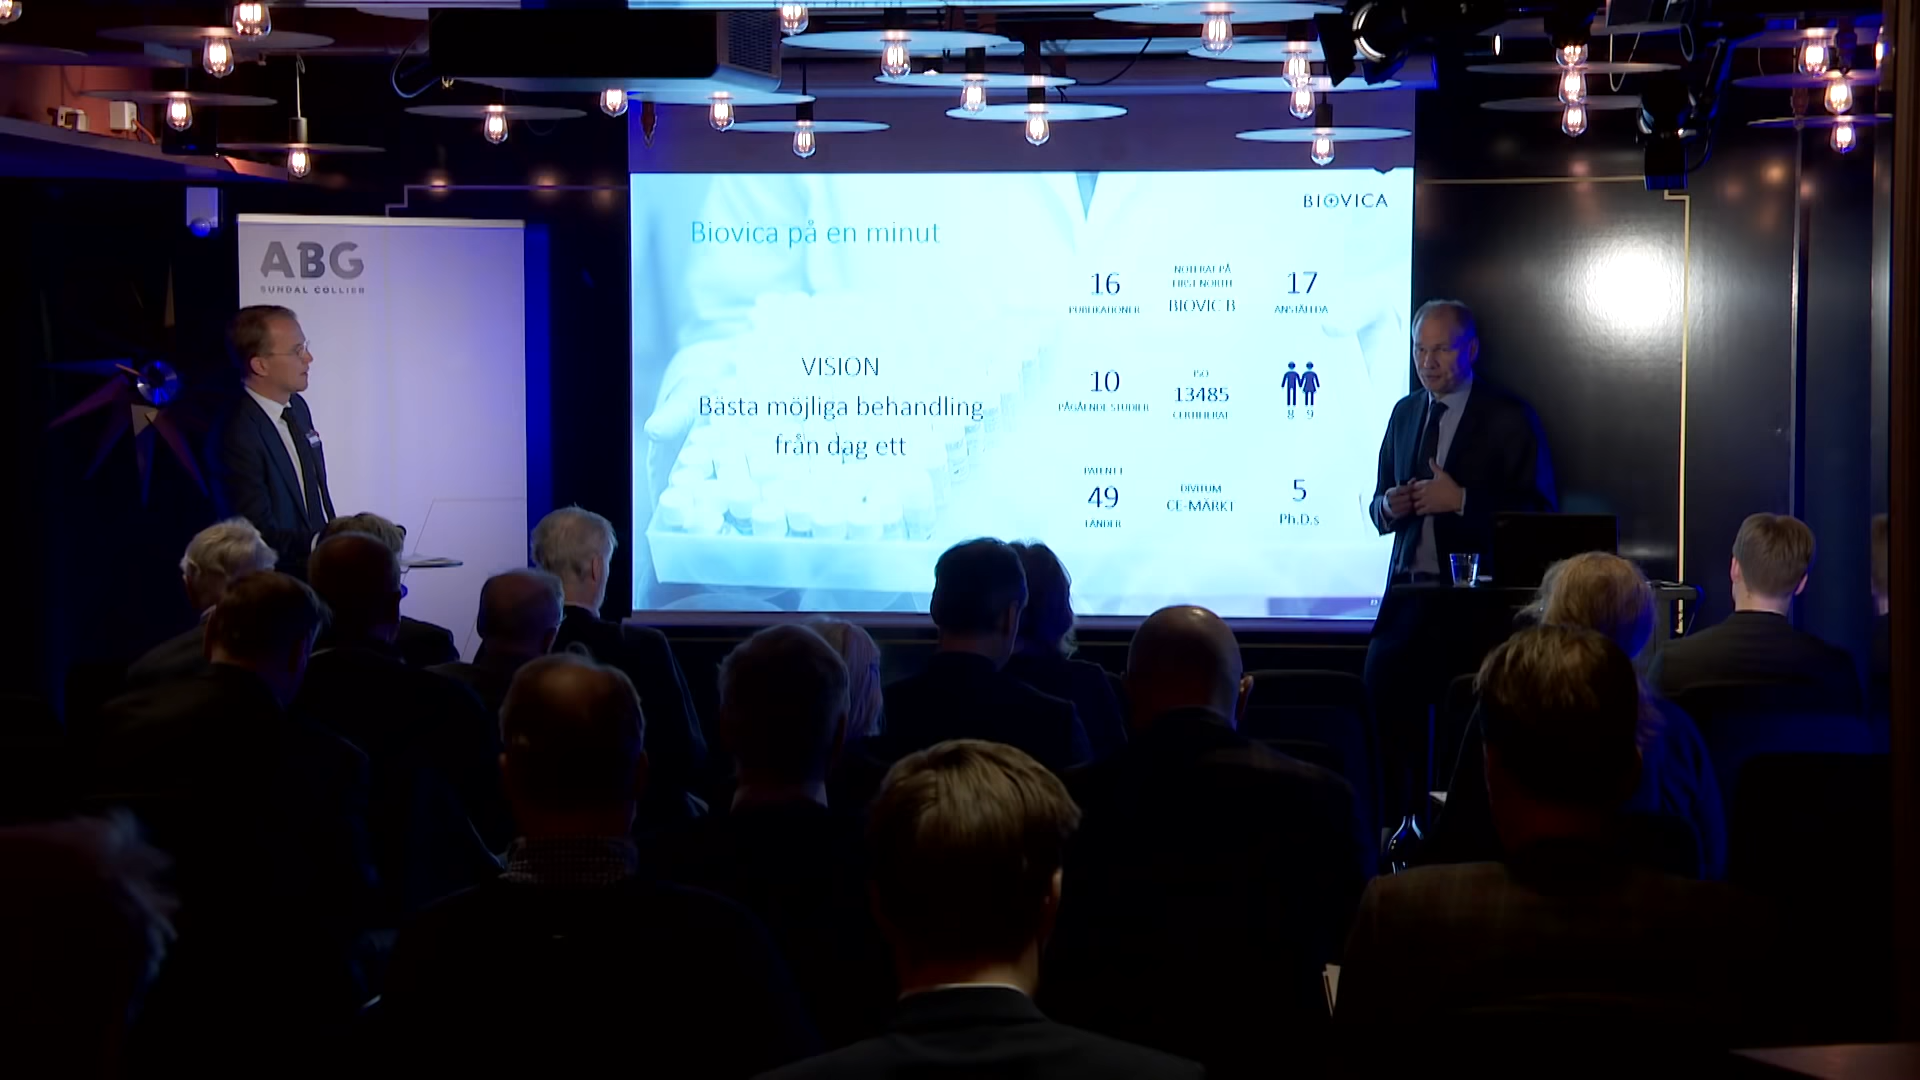 ABG
SUNDAL COLLIER
BIOVICA
Biovica på en minut
VISION
Bästa möjliga behandling
från dag ett
16
PUBLIKATIONER
NOTERAT PÅ
FIRST NORTH
BIOVIC B
17
ANSTÄLLDA
10
PÅGÅENDE STUDIER
ISO
13485
CERTIFIERAT
8 9
PATENT
49
LÄNDER
DIVITUM
CE-MÄRKT
5
Ph.D.s